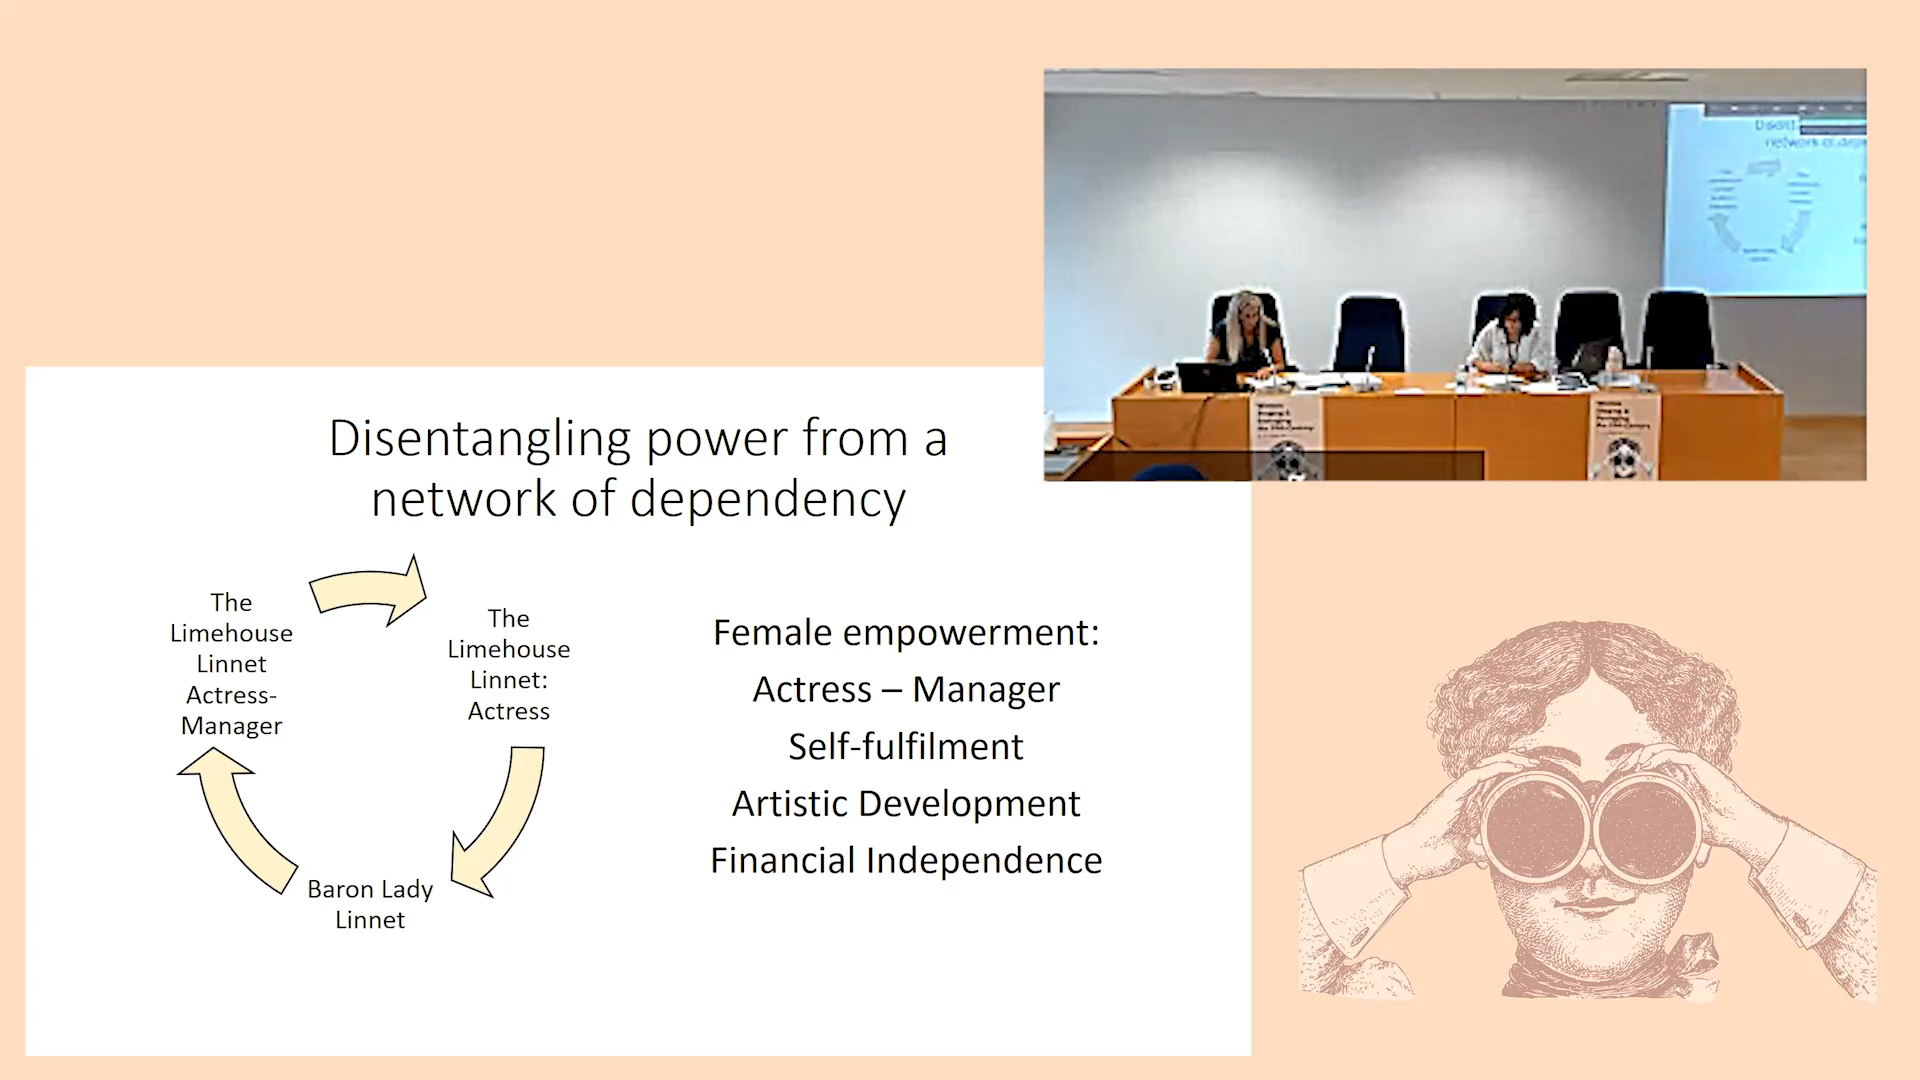 Disentangling power from a
network of dependency
The
Limehouse
Linnet
Actress-
Manager
The
Limehouse
Linnet:
Actress
Baron Lady
Linnet
Female empowerment:
Actress – Manager
Self-fulfilment
Artistic Development
Financial Independence